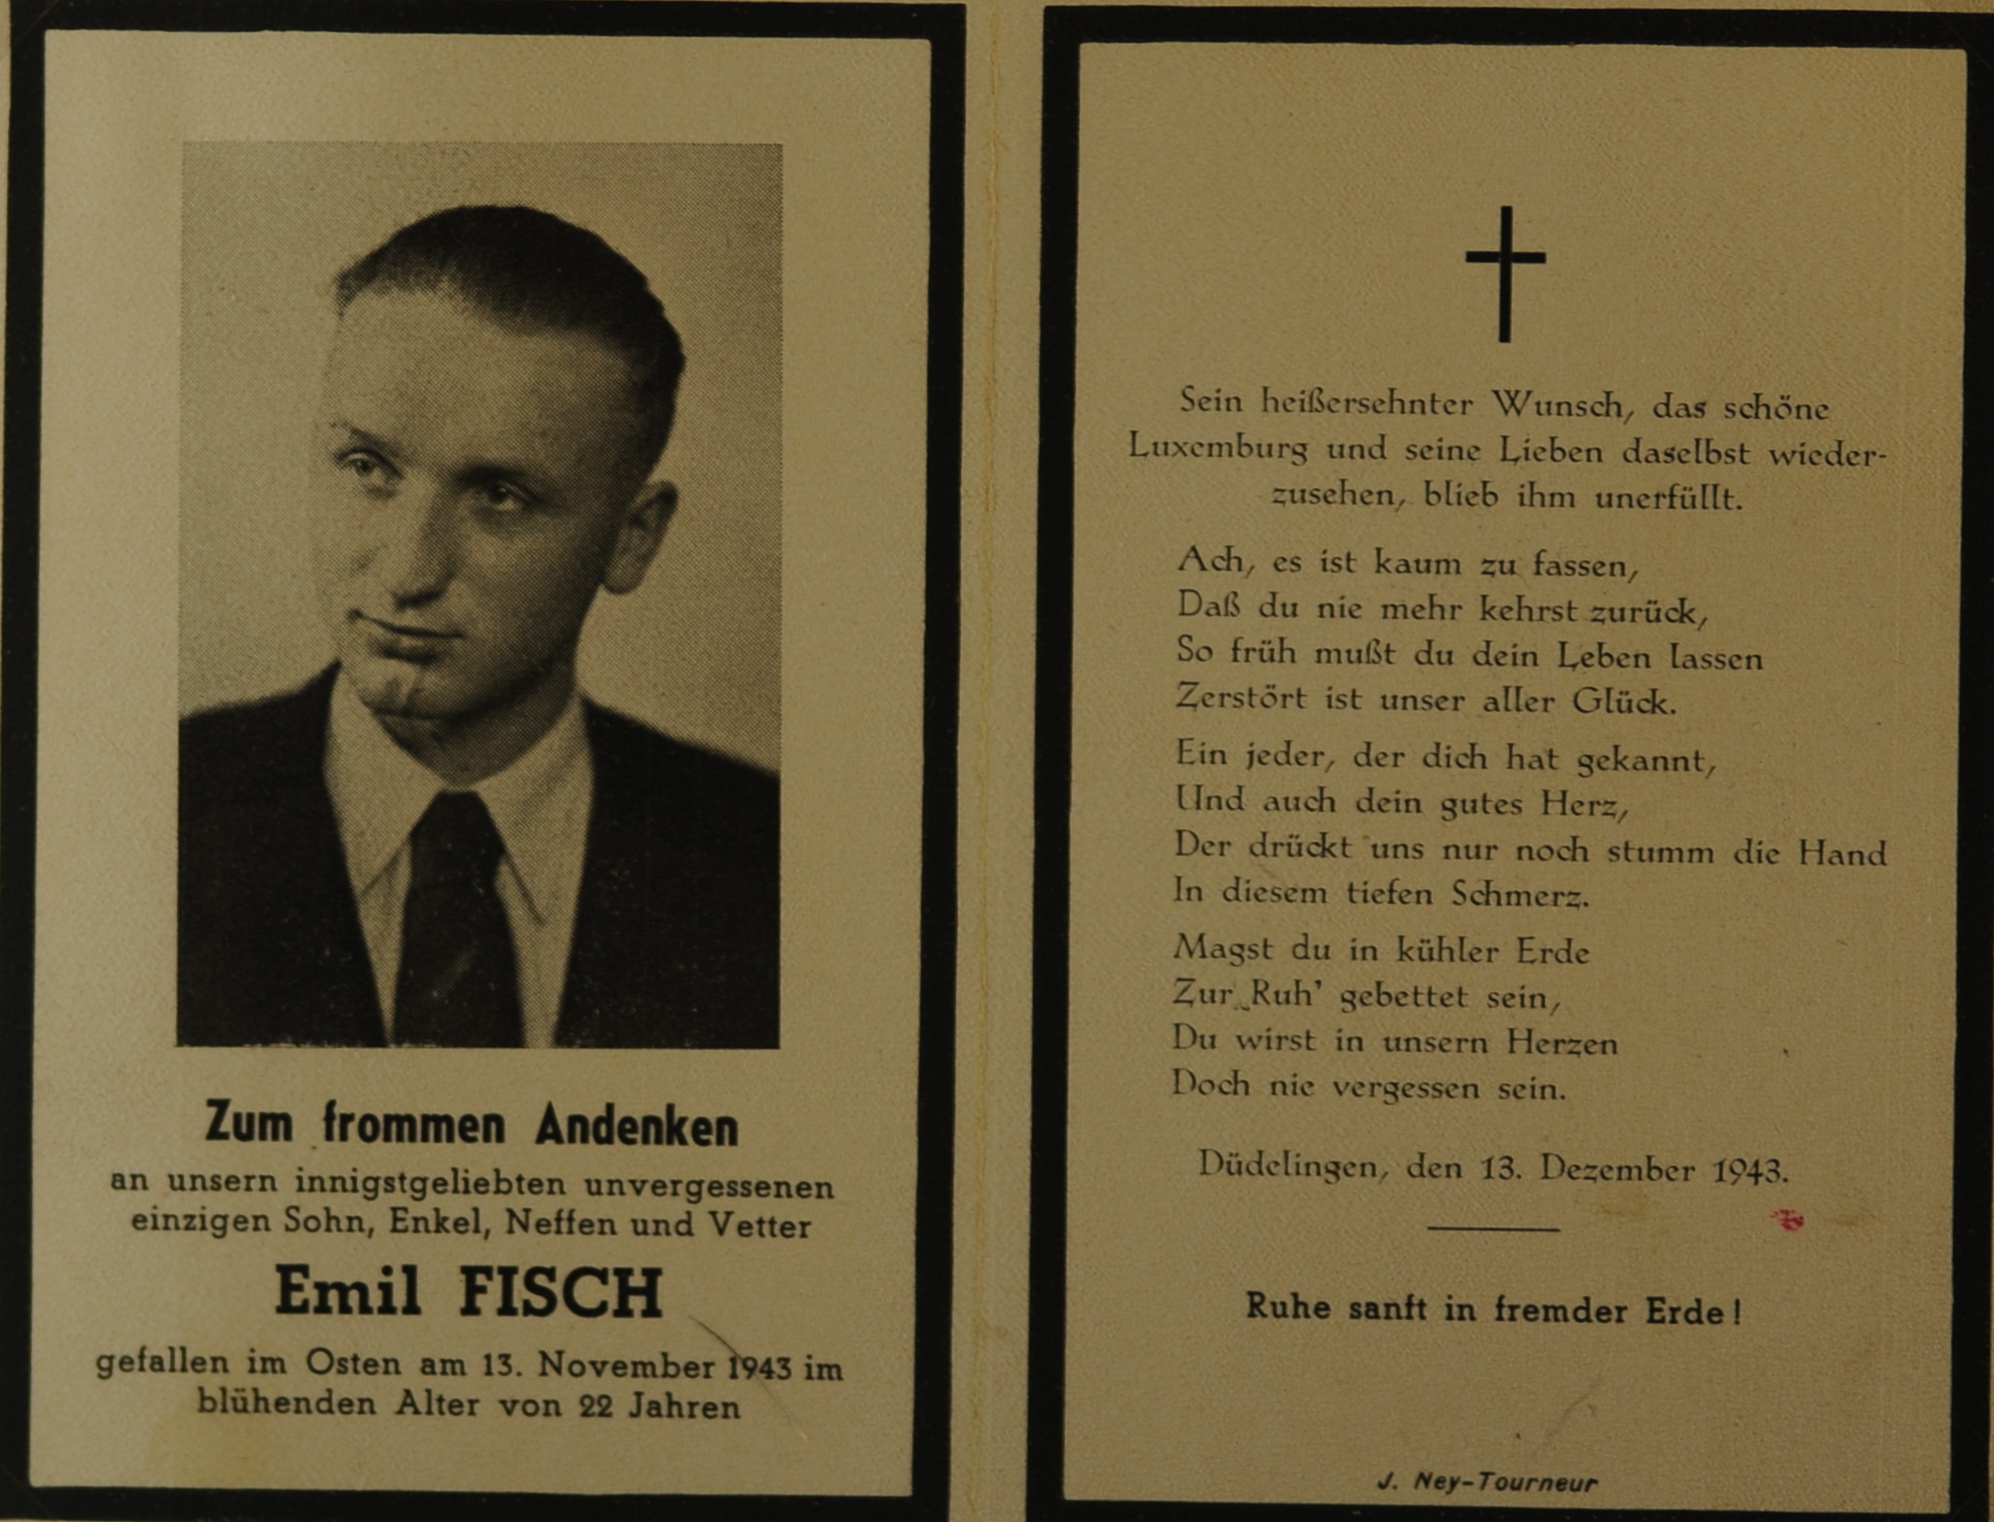 Zum frommen Andenken
an unsern innigstgeliebten unvergessenen
einzigen Sohn, Enkel, Neffen und Vetter
Emil FISCH
gefallen im Osten am 13. November 1943 im
blühenden Alter von 22 Jahren
Sein heißersehnter Wunsch, das schöne
Luxemburg und seine Lieben daselbst wieder-
zusehen, blieb ihm unerfüllt.
Ach, es ist kaum zu fassen,
Daß du nie mehr kehrst zurück,
So früh mußt du dein Leben lassen
Zerstört ist unser aller Glück.
Ein jeder, der dich hat gekannt,
Und auch dein gutes Herz,
Der drückt uns nur noch stumm die Hand
In diesem tiefen Schmerz.
Magst du in kühler Erde
Zur Ruh' gebettet sein,
Du wirst in unsern Herzen
Doch nie vergessen sein.
Düdelingen, den 13. Dezember 1943.
Ruhe sanft in fremder Erde!
J. Ney-Tourneur